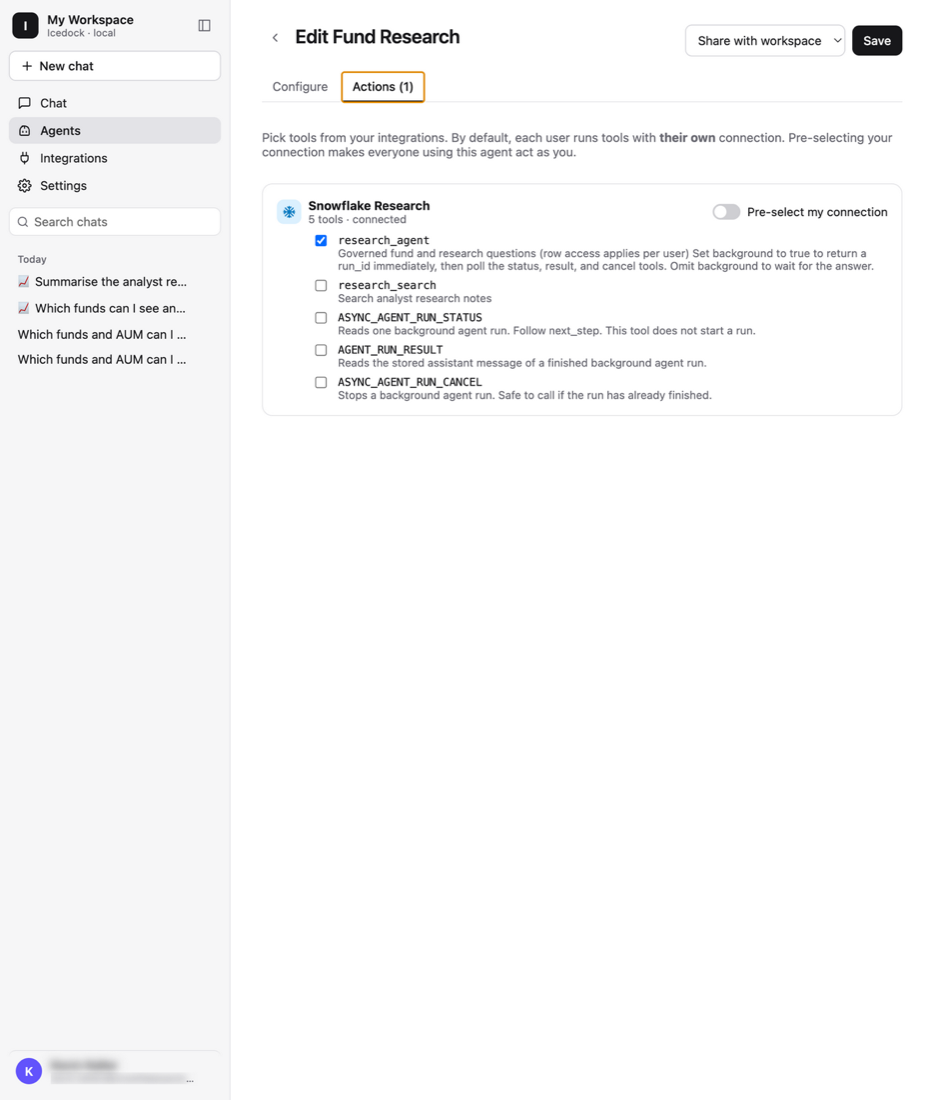 I
My Workspace
Icedock · local
New chat
Chat
Agents
Integrations
Settings
Search chats
Today
Summarise the analyst re...
Which funds can I see an...
Which funds and AUM can I ...
Which funds and AUM can I ...
K
Edit Fund Research
Share with workspace
Save
Configure
Actions (1)
Pick tools from your integrations. By default, each user runs tools with their own connection. Pre-selecting your
connection makes everyone using this agent act as you.
Snowflake Research
5 tools · connected
Pre-select my connection
research_agent
Governed fund and research questions (row access applies per user) Set background to true to return a
run_id immediately, then poll the status, result, and cancel tools. Omit background to wait for the answer.
research_search
Search analyst research notes
ASYNC_AGENT_RUN_STATUS
Reads one background agent run. Follow next_step. This tool does not start a run.
AGENT_RUN_RESULT
Reads the stored assistant message of a finished background agent run.
ASYNC_AGENT_RUN_CANCEL
Stops a background agent run. Safe to call if the run has already finished.